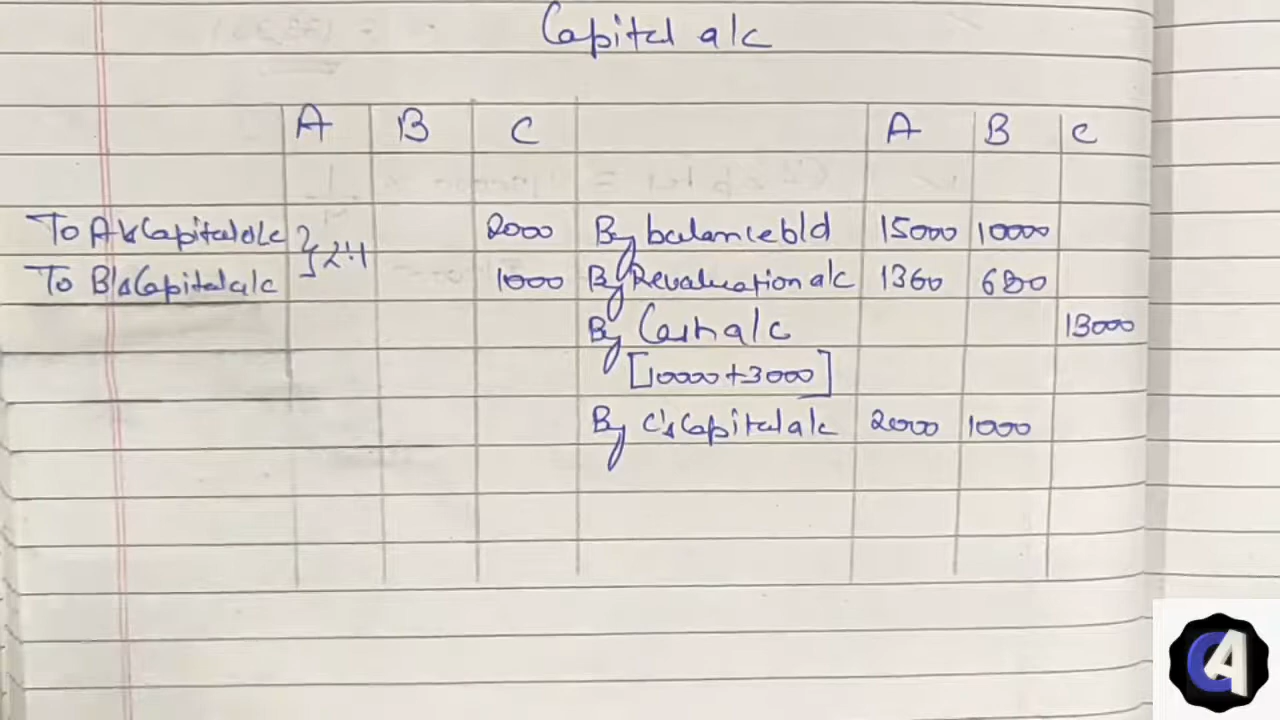 Capital a/c
A B C A B C
To A's Capital a/c } 2:1 2000 By balance b/d 15000 10000
To B's Capital a/c 1000 By Revaluation a/c 1360 680
By Cash a/c 13000
[10000+3000]
By C's Capital a/c 2000 1000
CA